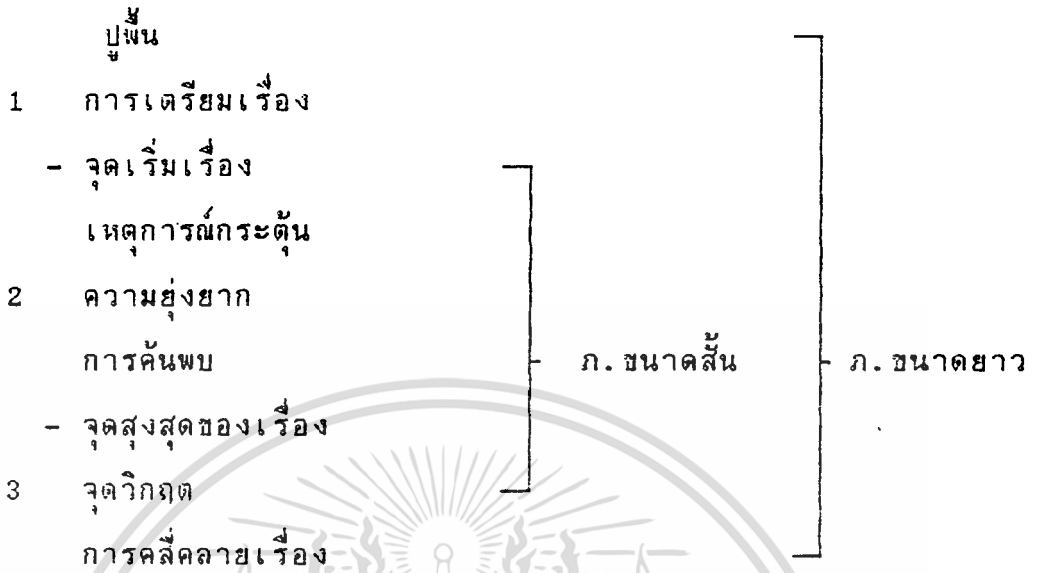 ปูพื้น
1 การเตรียมเรื่อง
- จุดเริ่มเรื่อง
เหตุการณ์กระตุ้น
2 ความยุ่งยาก
การค้นพบ ภ.ขนาดสั้น ภ.ขนาดยาว
- จุดสูงสุดของเรื่อง
3 จุดวิกฤต
การคลี่คลายเรื่อง